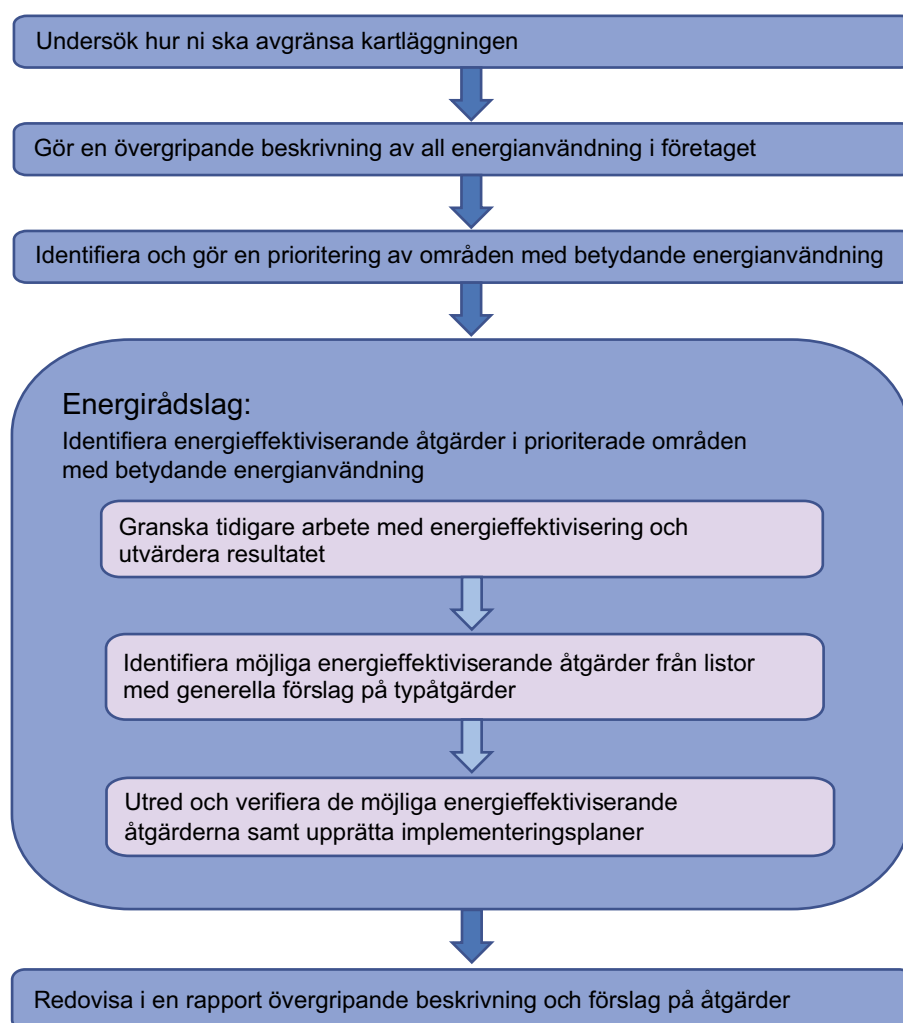 Undersök hur ni ska avgränsa kartläggningen
Gör en övergripande beskrivning av all energianvändning i företaget
Identifiera och gör en prioritering av områden med betydande energianvändning
Energirådslag:
Identifiera energieffektiviserande åtgärder i prioriterade områden
med betydande energianvändning
Granska tidigare arbete med energieffektivisering och
utvärdera resultatet
Identifiera möjliga energieffektiviserande åtgärder från listor
med generella förslag på typåtgärder
Utred och verifiera de möjliga energieffektiviserande
åtgärderna samt upprätta implementeringsplaner
Redovisa i en rapport övergripande beskrivning och förslag på åtgärder